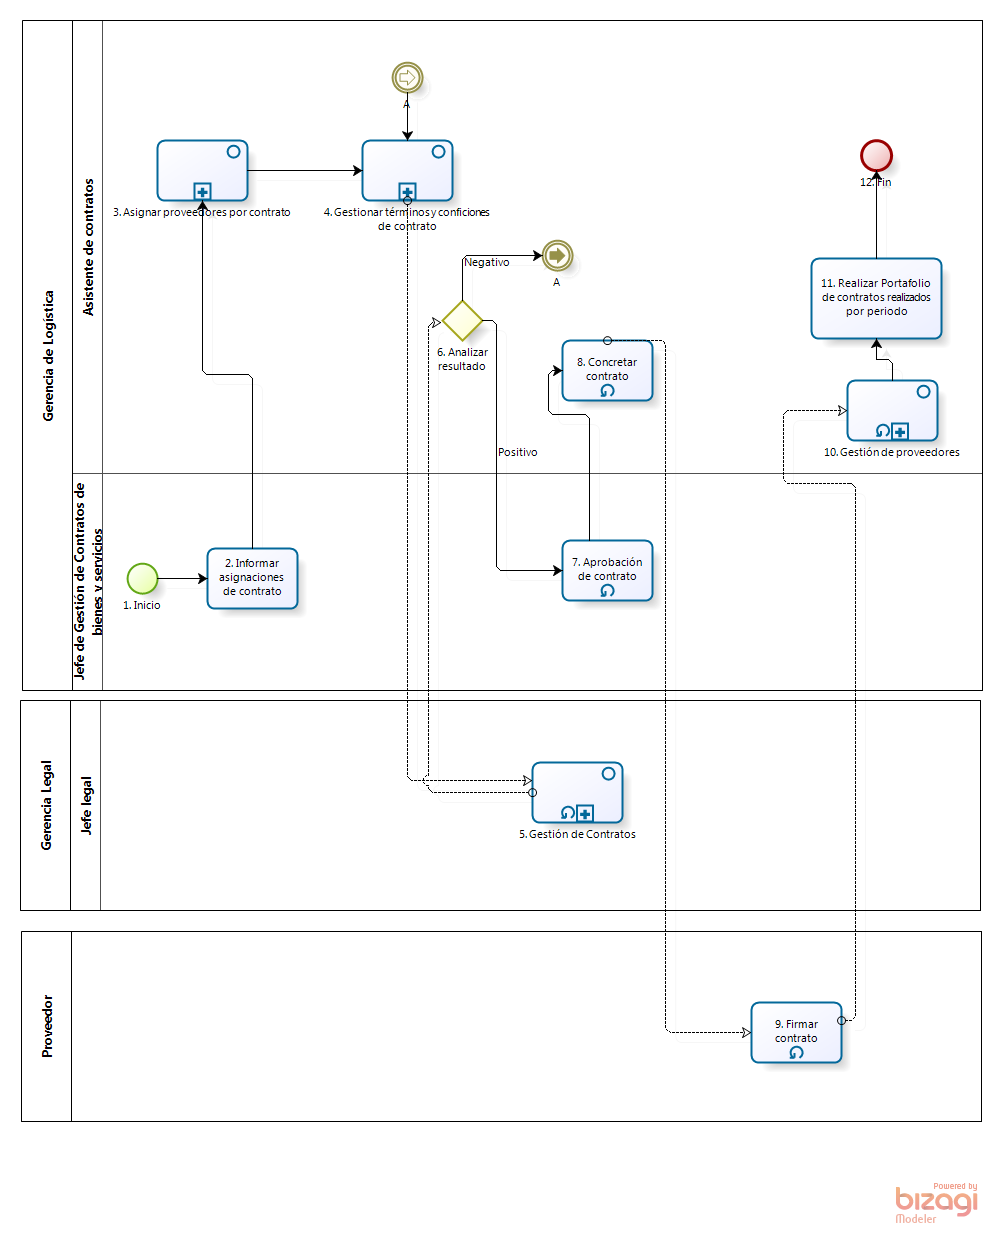 Gerencia de Logística
Asistente de contratos
A
3. Asignar proveedores por contrato
4. Gestionar términos y conficiones
de contrato
Negativo
A
6. Analizar
resultado
8. Concretar
contrato
Positivo
12. Fin
11. Realizar Portafolio
de contratos realizados
por periodo
10. Gestión de proveedores
Jefe de Gestión de Contratos de
bienes y servicios
1. Inicio
2. Informar
asignaciones
de contrato
7. Aprobación
de contrato
Gerencia Legal
Jefe legal
5. Gestión de Contratos
Proveedor
9. Firmar
contrato
Powered by
bizagi
Modeler